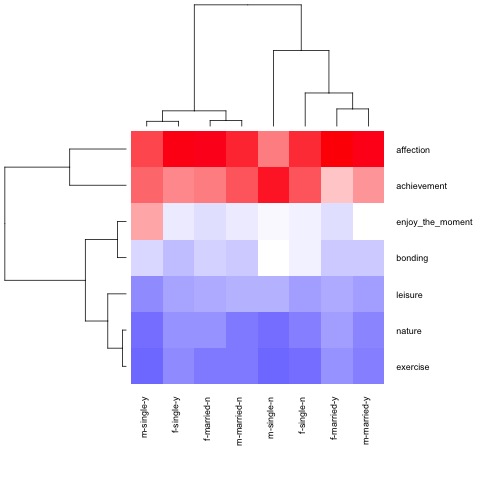 affection
achievement
enjoy_the_moment
bonding
leisure
nature
exercise
m-single-y
f-single-y
f-married-n
m-married-n
m-single-n
f-single-n
f-married-y
m-married-y